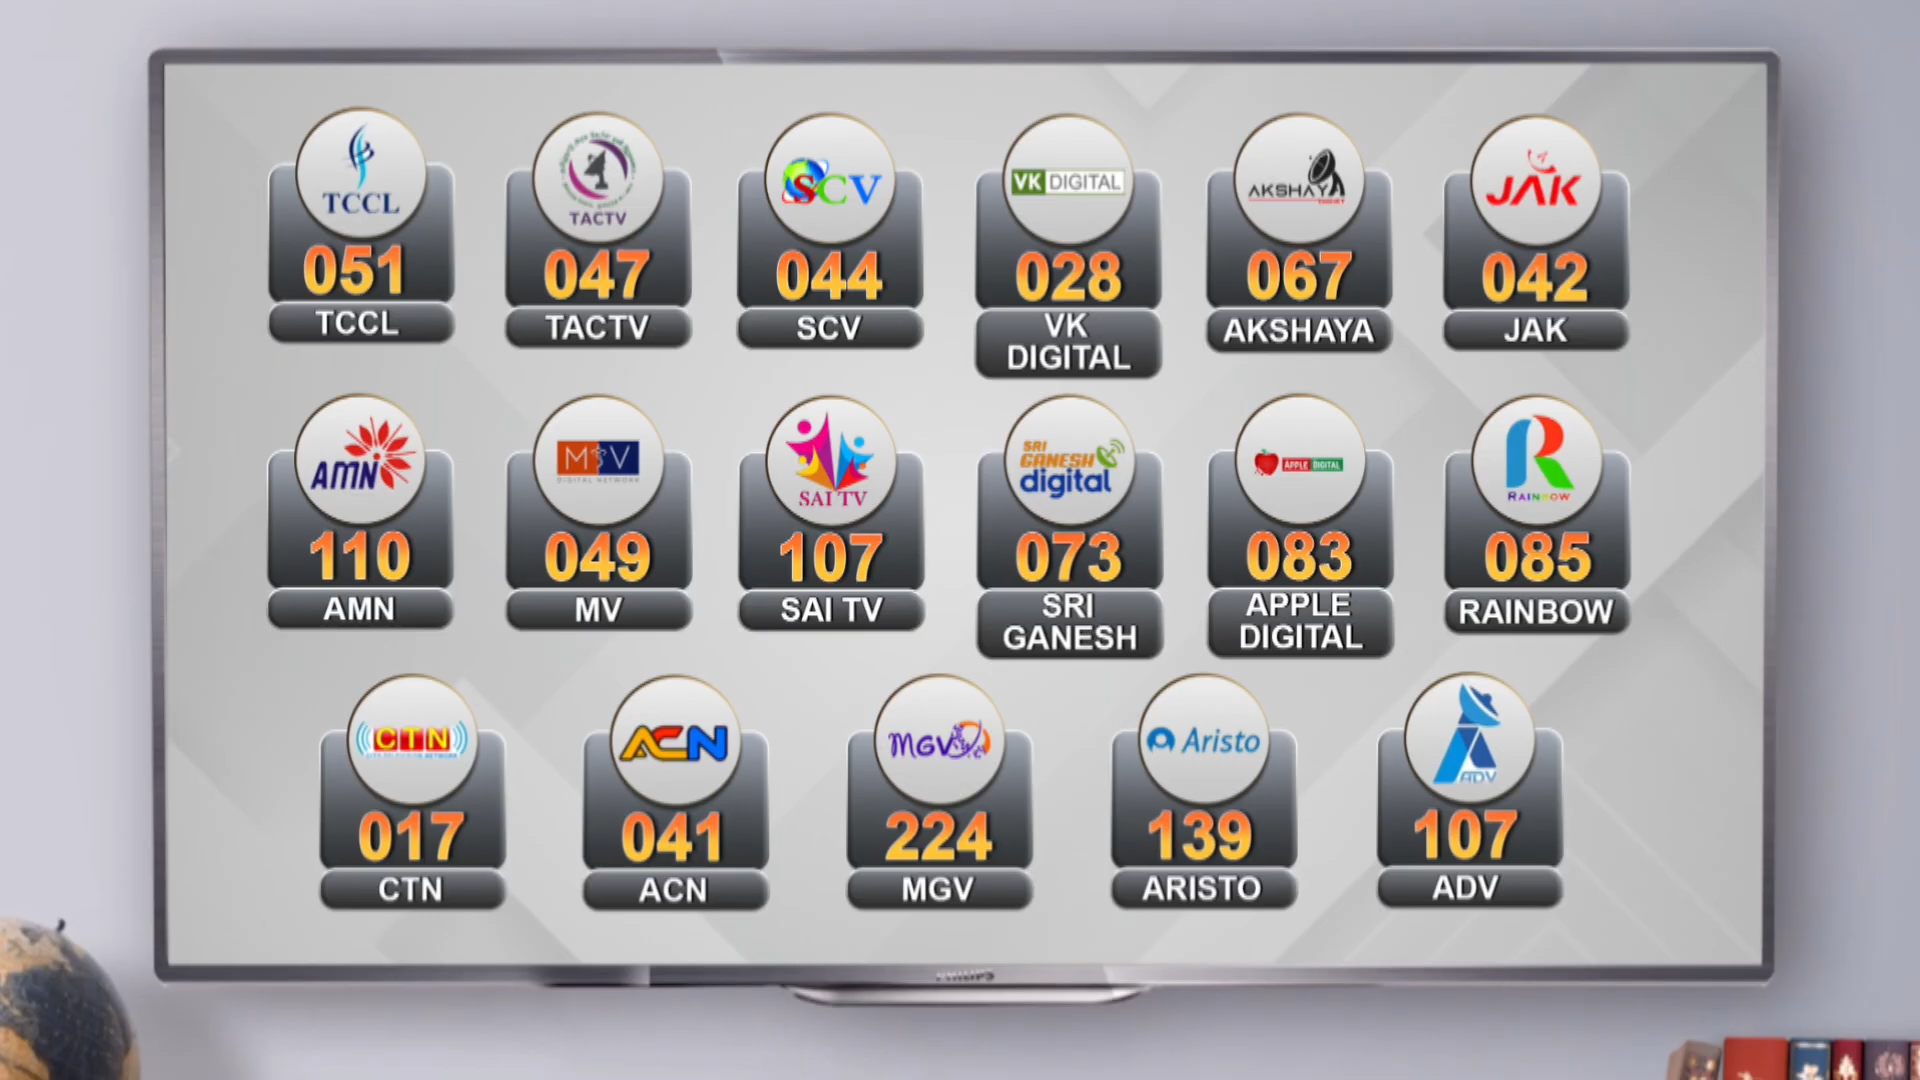 TCCL
TACTV
SCV
VK DIGITAL
AKSHAYA
JAK
051
047
044
028
067
042
TCCL
TACTV
SCV
VK
DIGITAL
AKSHAYA
JAK
AMN
MV
DIGITAL NETWORK
SAI TV
SRI
GANESH
digital
APPLE DIGITAL
RAINBOW
110
049
107
073
083
085
AMN
MV
SAI TV
SRI
GANESH
APPLE
DIGITAL
RAINBOW
CTN
ACN
MGV
Aristo
ADV
017
041
224
139
107
CTN
ACN
MGV
ARISTO
ADV
PHILIPS